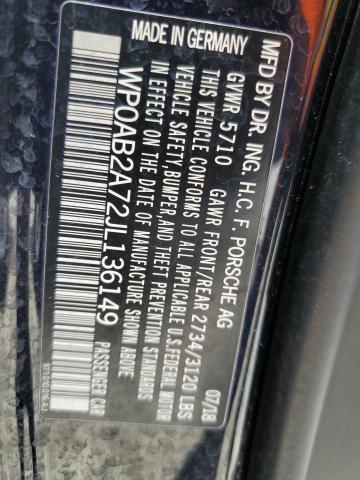 MFD BY DR. ING. H.C. F. PORSCHE AG
MADE IN GERMANY 07/18
GVWR 5710 GAWR FRONT/REAR 2734/3120 LBS
THIS VEHICLE CONFORMS TO ALL APPLICABLE U.S. FEDERAL MOTOR
VEHICLE SAFETY, BUMPER, AND THEFT PREVENTION STANDARDS
IN EFFECT ON THE DATE OF MANUFACTURE SHOWN ABOVE.
WP0AB2A72JL136149 PASSENGER CAR